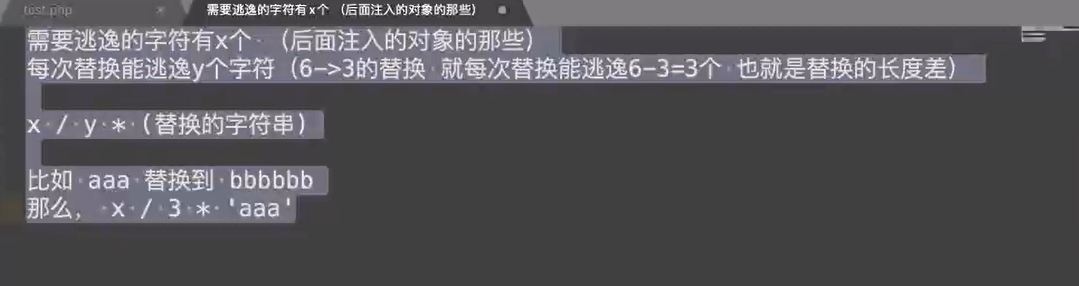 test.php
需要逃逸的字符有x个 （后面注入的对象的那些）
需要逃逸的字符有x个 （后面注入的对象的那些）
每次替换能逃逸y个字符（6->3的替换 就每次替换能逃逸6-3=3个 也就是替换的长度差）
x / y * (替换的字符串)
比如 aaa 替换到 bbbbbb
那么， x / 3 * 'aaa'